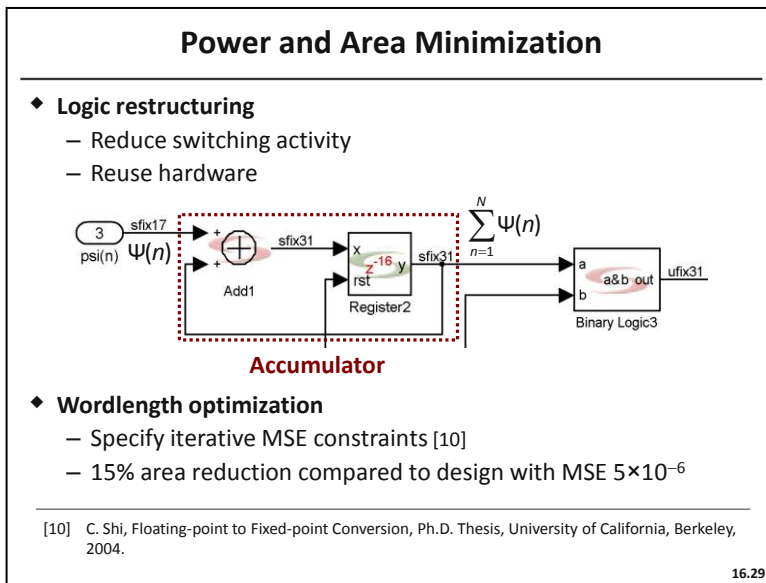 Power and Area Minimization
◆ Logic restructuring
– Reduce switching activity
– Reuse hardware
3
psi(n)
sfix17
Ψ(n)
+
+
Add1
sfix31
x
rst
z-16
y
Register2
sfix31
N
∑Ψ(n)
n=1
a
b
a&b out
Binary Logic3
ufix31
Accumulator
◆ Wordlength optimization
– Specify iterative MSE constraints [10]
– 15% area reduction compared to design with MSE 5×10⁻⁶
[10] C. Shi, Floating-point to Fixed-point Conversion, Ph.D. Thesis, University of California, Berkeley,
2004.
16.29